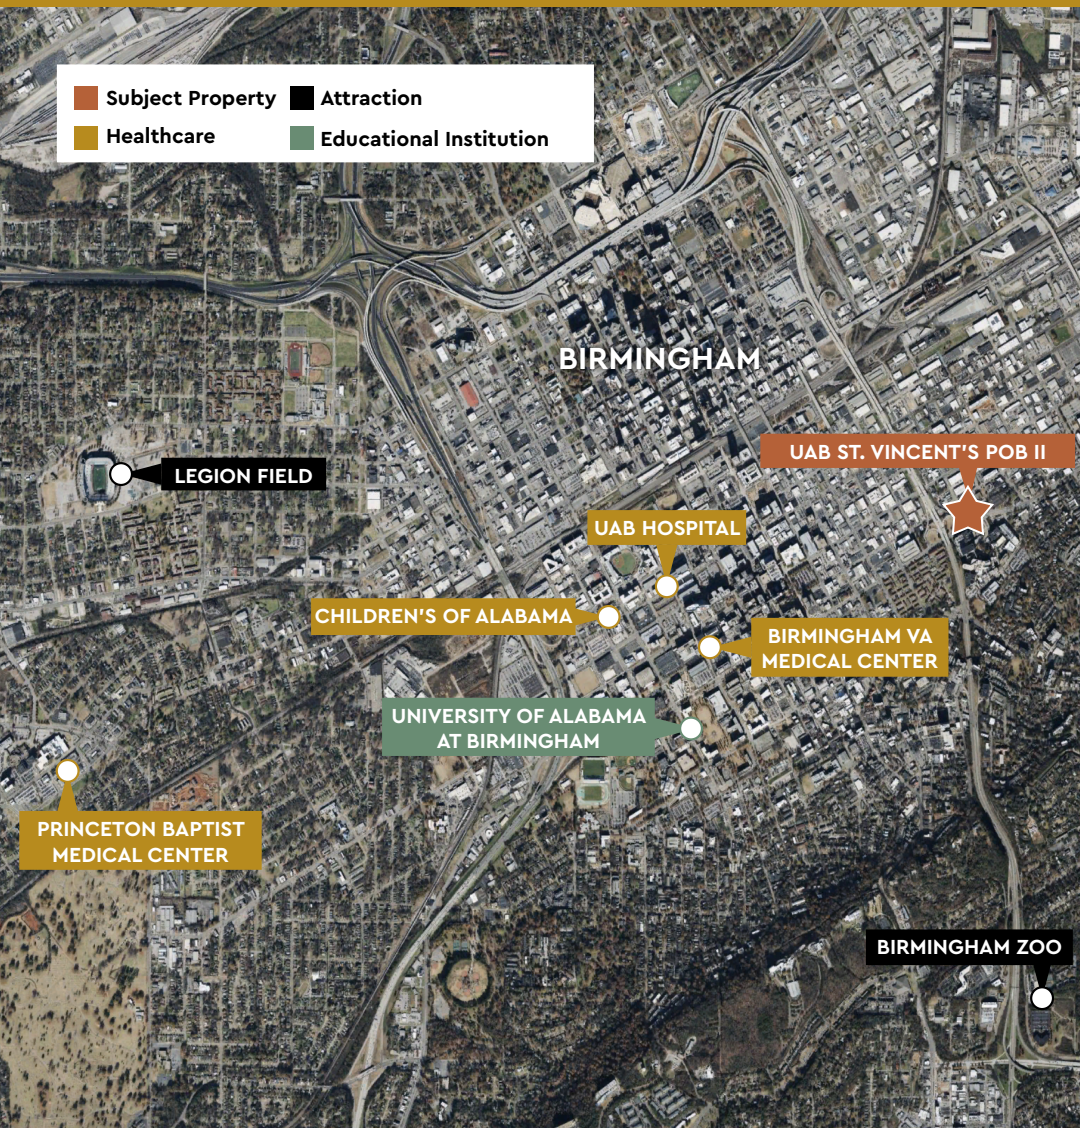 Subject Property
Attraction
Healthcare
Educational Institution
BIRMINGHAM
UAB ST. VINCENT'S POB II
LEGION FIELD
UAB HOSPITAL
CHILDREN'S OF ALABAMA
BIRMINGHAM VA
MEDICAL CENTER
UNIVERSITY OF ALABAMA
AT BIRMINGHAM
PRINCETON BAPTIST
MEDICAL CENTER
BIRMINGHAM ZOO